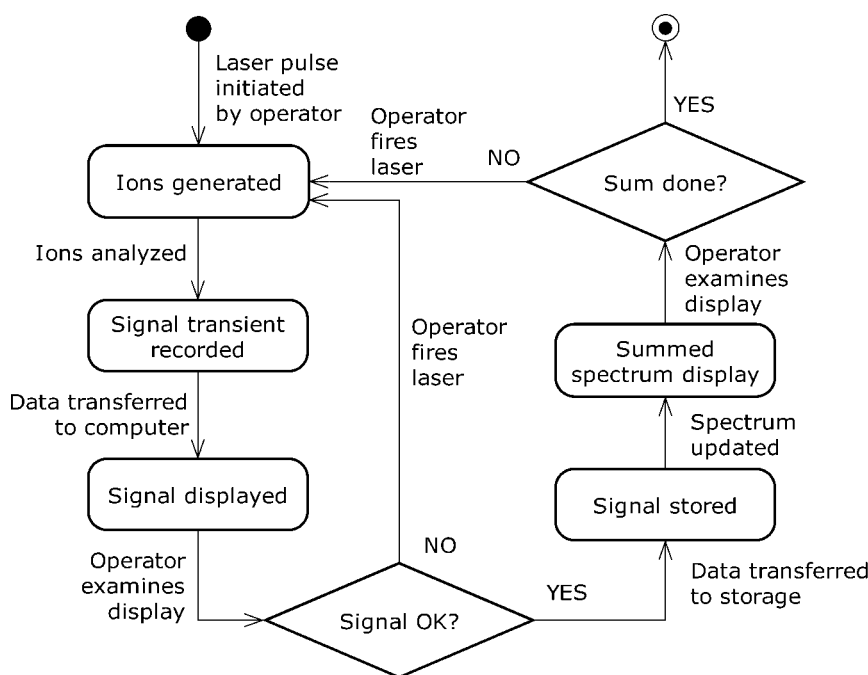 Laser pulse
initiated
by operator
Ions generated
Ions analyzed
Signal transient
recorded
Data transferred
to computer
Signal displayed
Operator
examines
display
Signal OK?
NO
Operator
fires
laser
YES
Data transferred
to storage
Signal stored
Spectrum
updated
Summed
spectrum display
Operator
examines
display
Sum done?
NO
Operator
fires
laser
YES